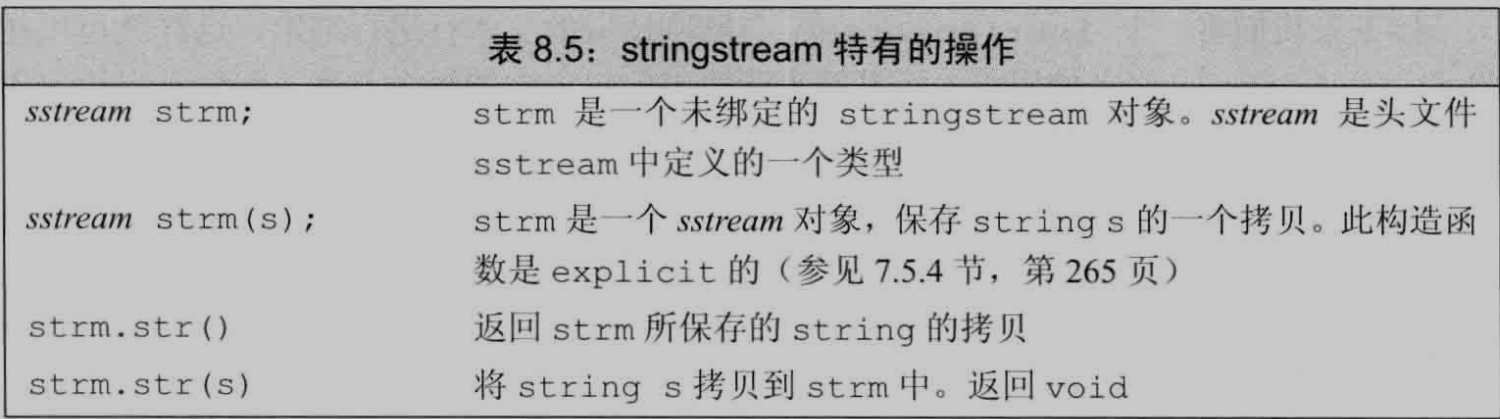 表 8.5：stringstream 特有的操作
sstream strm; strm 是一个未绑定的 stringstream 对象。sstream 是头文件
sstream 中定义的一个类型
sstream strm(s); strm 是一个 sstream 对象，保存 string s 的一个拷贝。此构造函
数是 explicit 的（参见 7.5.4 节，第 265 页）
strm.str() 返回 strm 所保存的 string 的拷贝
strm.str(s) 将 string s 拷贝到 strm 中。返回 void